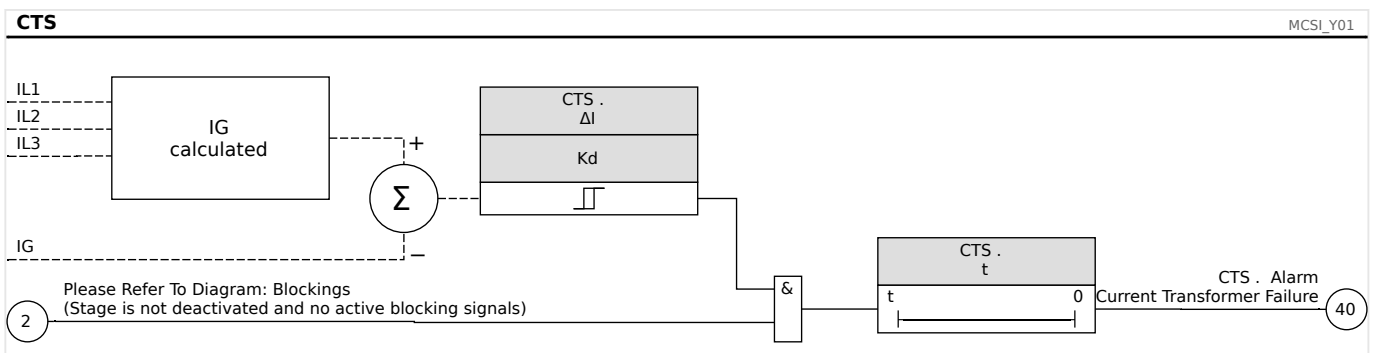 CTS
MCSI_Y01
IL1
IL2
IL3
IG
calculated
+
Σ
−
IG
CTS .
ΔI
Kd
Please Refer To Diagram: Blockings
(Stage is not deactivated and no active blocking signals)
2
&
CTS .
t
t 0
CTS . Alarm
Current Transformer Failure
40